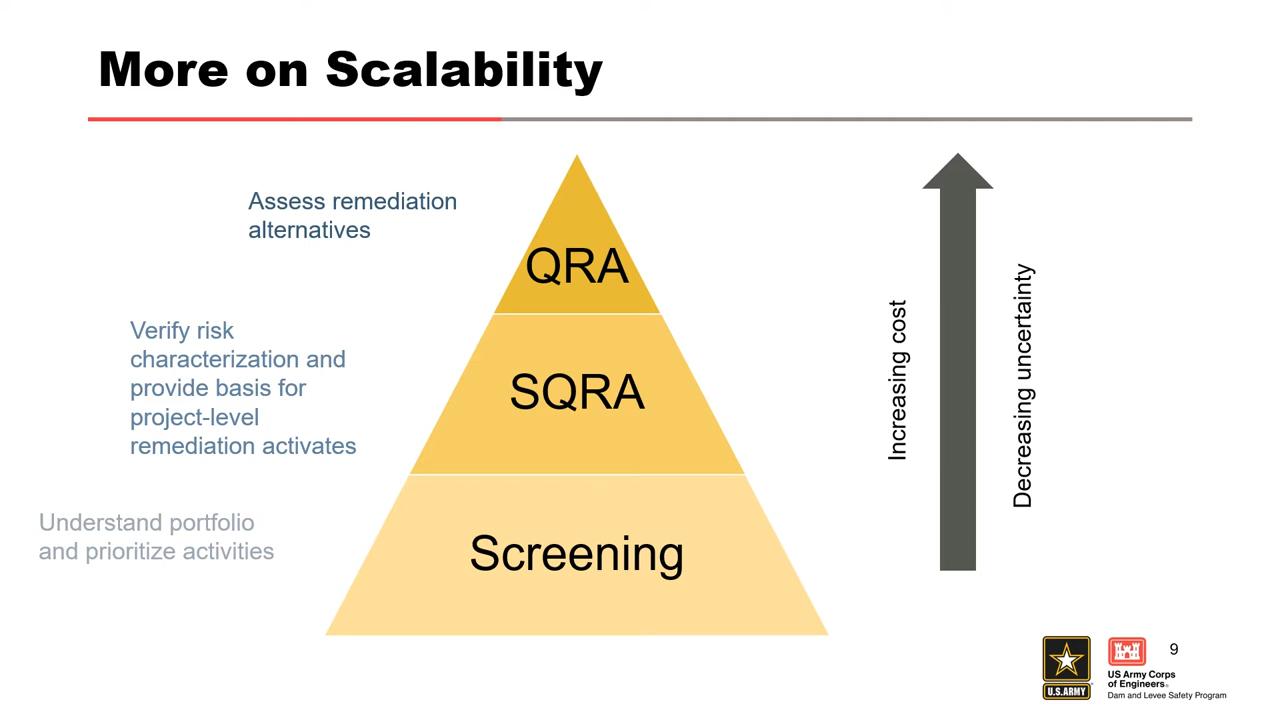 More on Scalability
Assess remediation
alternatives
QRA
Verify risk
characterization and
provide basis for
project-level
remediation activates
SQRA
Understand portfolio
and prioritize activities
Screening
Increasing cost
Decreasing uncertainty
U.S.ARMY
US Army Corps
of Engineers®
Dam and Levee Safety Program
9